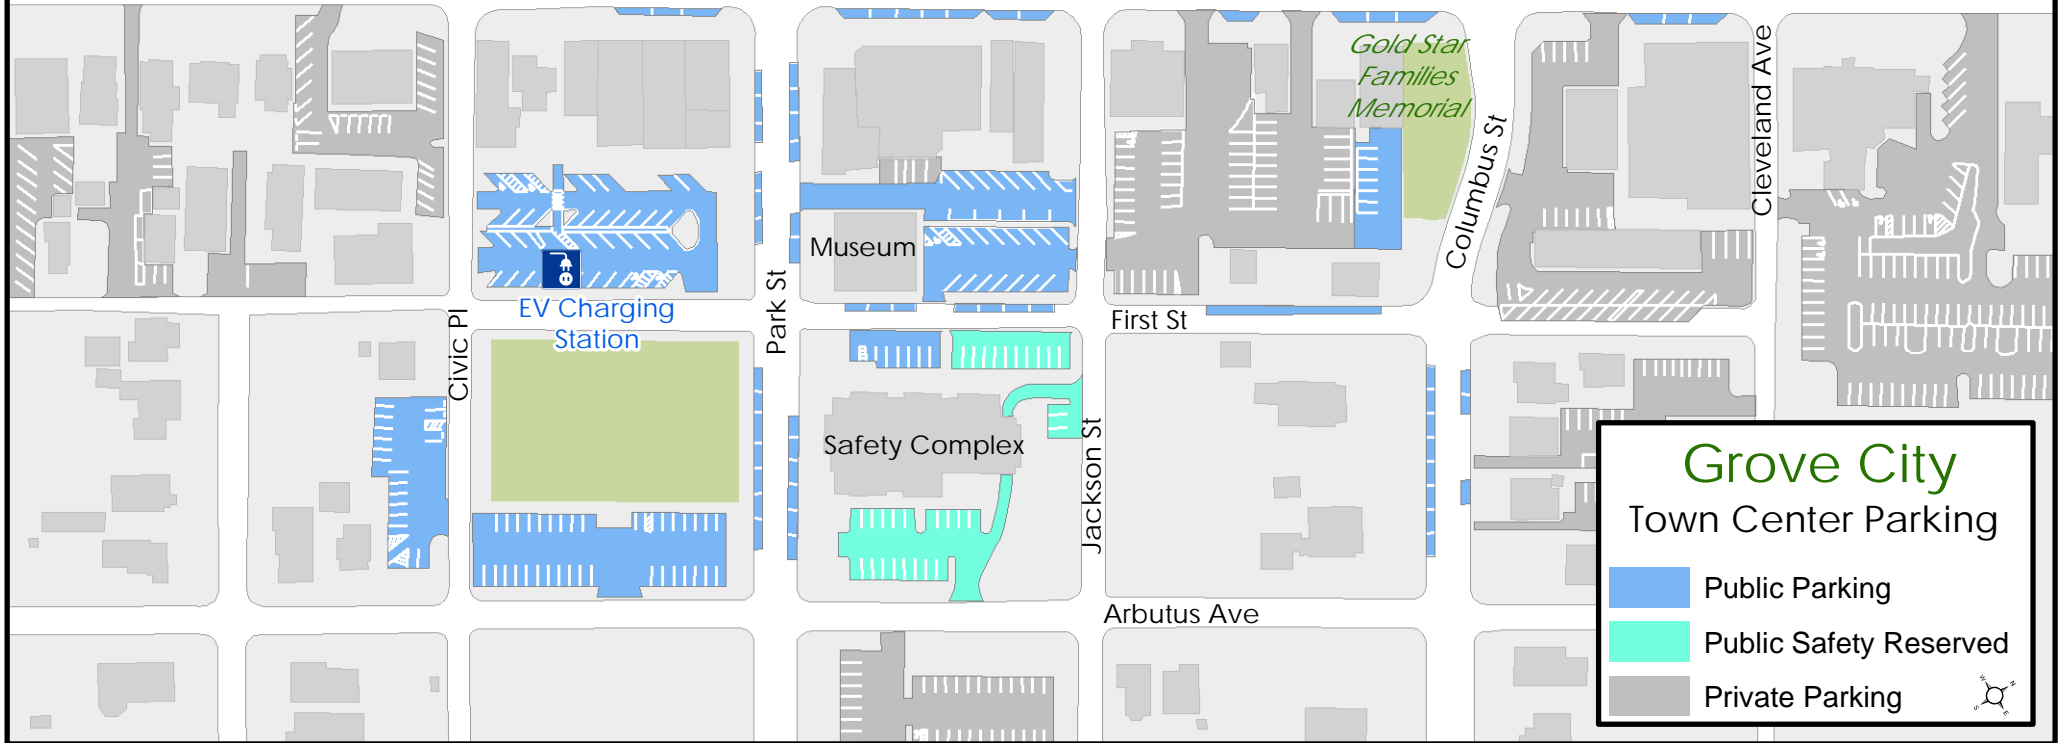 Gold Star
Families
Memorial
Columbus St
Cleveland Ave
Museum
EV Charging
Station
Park St
Civic Pl
First St
Safety Complex
Jackson St
Arbutus Ave
Grove City
Town Center Parking
Public Parking
Public Safety Reserved
Private Parking
W
N
S
E